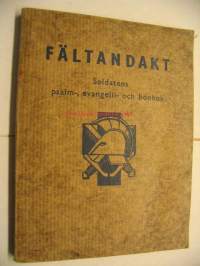 FÄLTANDAKT
Soldatens
psalm-, evangelii- och bönbok